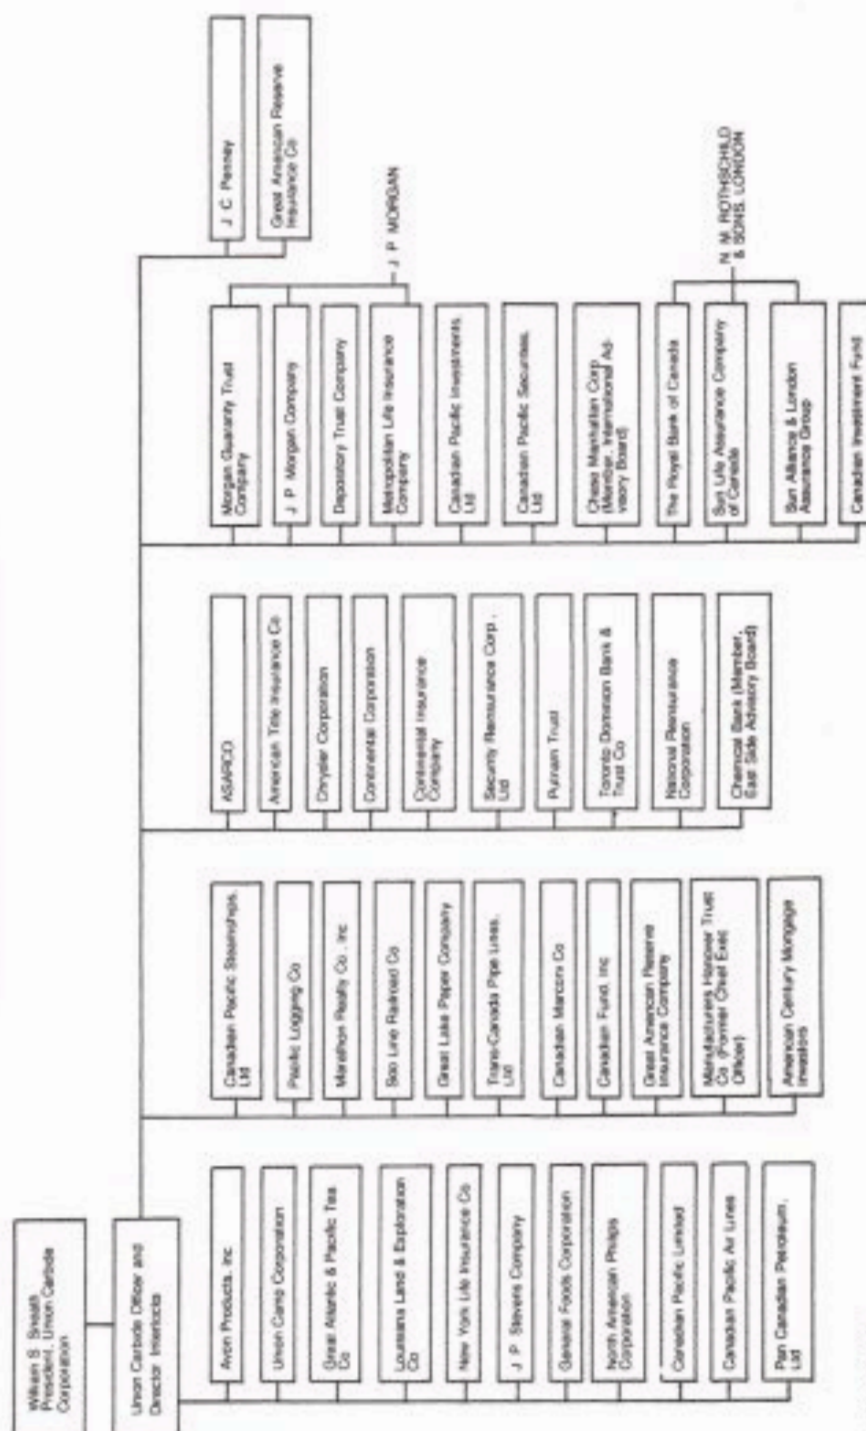 William S. Sneath
President, Union Carbide
Corporation
Union Carbide Officer and
Director Interlocks
Avon Products, Inc
Union Camp Corporation
Great Atlantic & Pacific Tea
Co
Louisiana Land & Exploration
Co
New York Life Insurance Co
J P Stevens Company
General Foods Corporation
North American Philips
Corporation
Canadian Pacific Limited
Canadian Pacific Air Lines
Pan Canadian Petroleum,
Ltd
Canadian Pacific Steamships,
Ltd
Pacific Logging Co
Marathon Realty Co, Inc
Soo Line Railroad Co
Great Lake Paper Company
Trans-Canada Pipe Lines,
Ltd
Canadian Marconi Co
Canadian Fund, Inc
Great American Reserve
Insurance Company
Manufacturers Hanover Trust
Co (Former Chief Exec
Officer)
American Century Mortgage
Investors
ASARCO
American Title Insurance Co
Chrysler Corporation
Continental Corporation
Continental Insurance
Company
Security Reinsurance Corp,
Ltd
Putnam Trust
Toronto Dominion Bank &
Trust Co
National Reinsurance
Corporation
Chemical Bank (Member,
East Side Advisory Board)
Morgan Guaranty Trust
Company
J P Morgan Company
Depository Trust Company
Metropolitan Life Insurance
Company
Canadian Pacific Investments,
Ltd
Canadian Pacific Securities,
Ltd
Chase Manhattan Corp
(Member, International Ad-
visory Board)
The Royal Bank of Canada
Sun Life Assurance Company
of Canada
Sun Alliance & London
Assurance Group
Canadian Investment Fund
J P MORGAN
N M ROTHSCHILD
& SONS, LONDON
J C Penney
Great American Reserve
Insurance Co